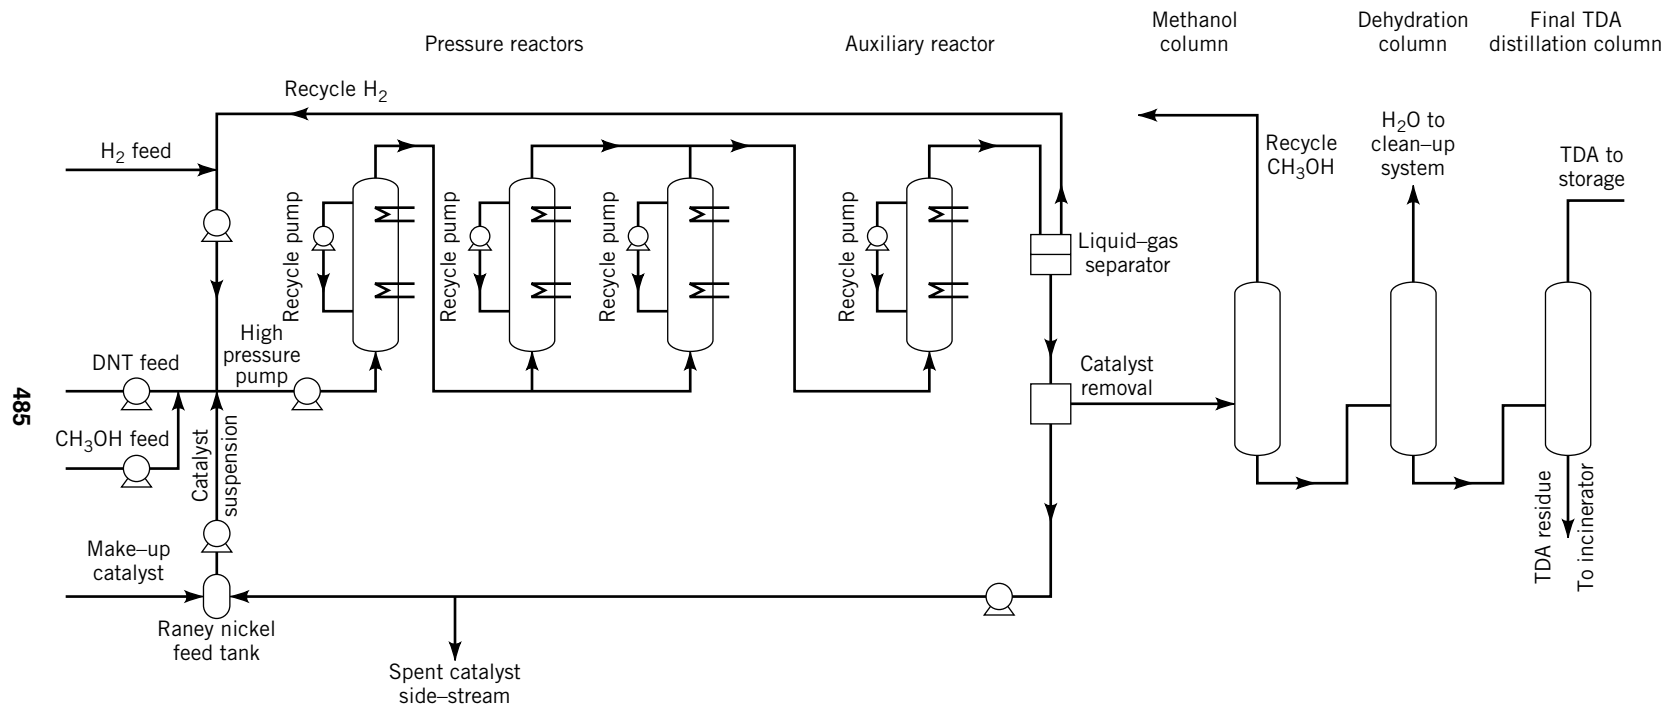 Methanol
column
Dehydration
column
Final TDA
distillation column
Pressure reactors
Auxiliary reactor
Recycle H2
H2 feed
Recycle pump
Recycle pump
Recycle pump
Recycle pump
Recycle
CH3OH
H2O to
clean–up
system
TDA to
storage
Liquid–gas
separator
High
pressure
pump
DNT feed
Catalyst
removal
CH3OH feed
Catalyst
suspension
485
Make–up
catalyst
Raney nickel
feed tank
Spent catalyst
side–stream
TDA residue
To incinerator